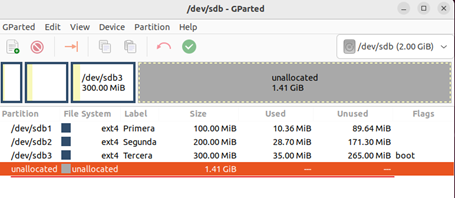 /dev/sdb - GParted
GParted Edit View Device Partition Help
/dev/sdb (2.00 GiB)
/dev/sdb3
300.00 MiB
unallocated
1.41 GiB
Partition File System Label Size Used Unused Flags
/dev/sdb1 ext4 Primera 100.00 MiB 10.36 MiB 89.64 MiB
/dev/sdb2 ext4 Segunda 200.00 MiB 28.70 MiB 171.30 MiB
/dev/sdb3 ext4 Tercera 300.00 MiB 35.00 MiB 265.00 MiB boot
unallocated unallocated 1.41 GiB — —